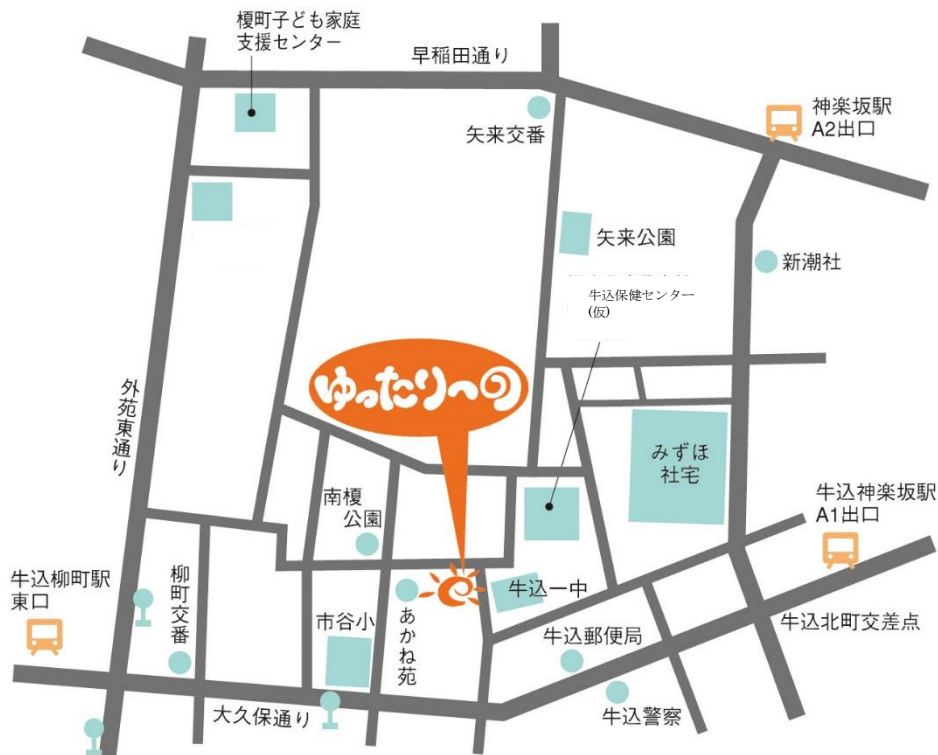 榎町子ども家庭
支援センター
早稲田通り
矢来交番
神楽坂駅
A2出口
矢来公園
新潮社
牛込保健センター
(仮)
ゆったりーの
外苑東通り
みずほ
社宅
南榎
公園
牛込神楽坂駅
A1出口
牛込柳町駅
東口
柳町交番
市谷小
あかね苑
牛込一中
牛込郵便局
牛込北町交差点
大久保通り
牛込警察